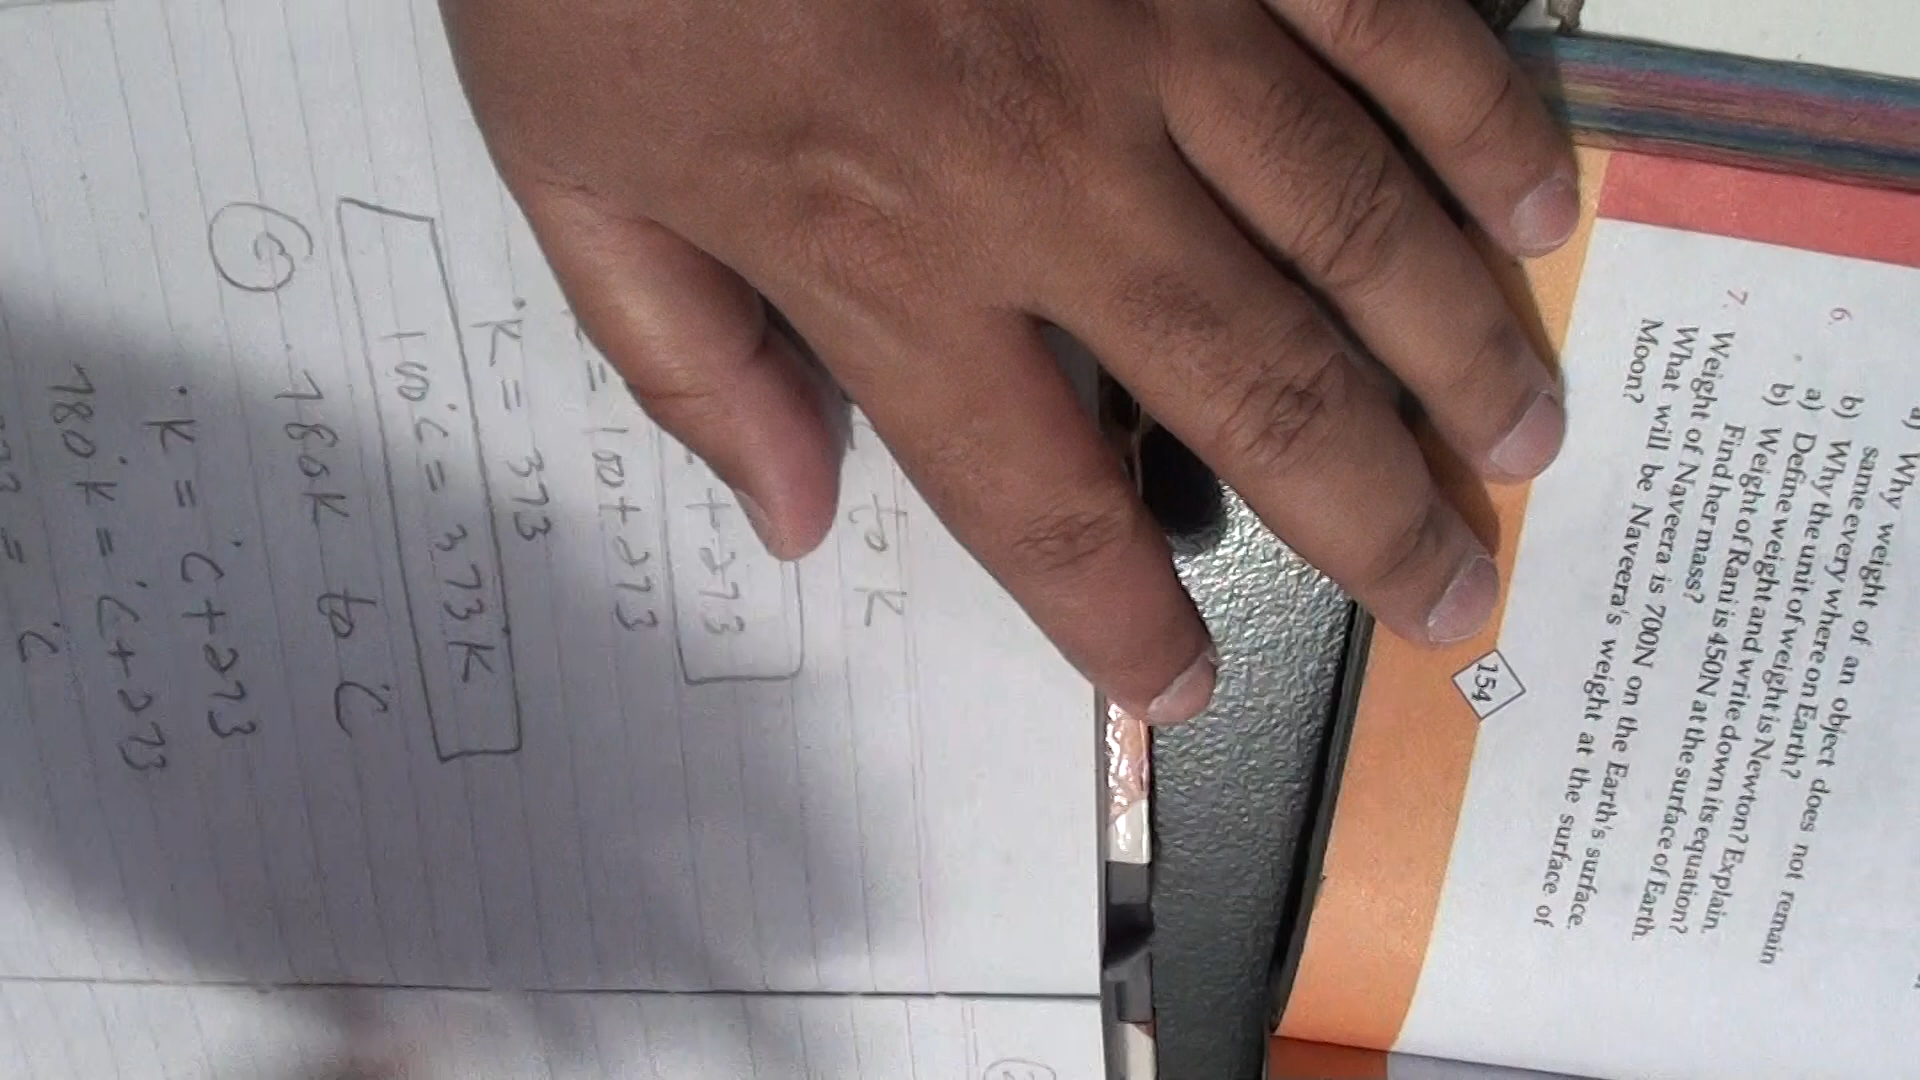 to K
+ 273
= 100 + 273
°K = 373
100°C = 373K
3 780K to °C
°K = °C + 273
780°K = °C + 273
= °C
a) Why weight of an object does not remain
same every where on Earth?
b) Why the unit of weight is Newton? Explain.
6. a) Define weight and write down its equation?
b) Weight of Rani is 450N at the surface of Earth.
Find her mass?
7. Weight of Naveera is 700N on the Earth's surface.
What will be Naveera's weight at the surface of
Moon?
154